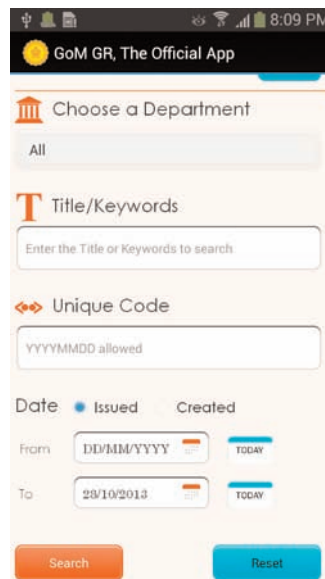 8:09 PM
GoM GR, The Official App
Choose a Department
All
Title/Keywords
Enter the Title or Keywords to search
Unique Code
YYYYMMDD allowed
Date Issued Created
From DD/MM/YYYY TODAY
To 28/10/2013 TODAY
Search Reset